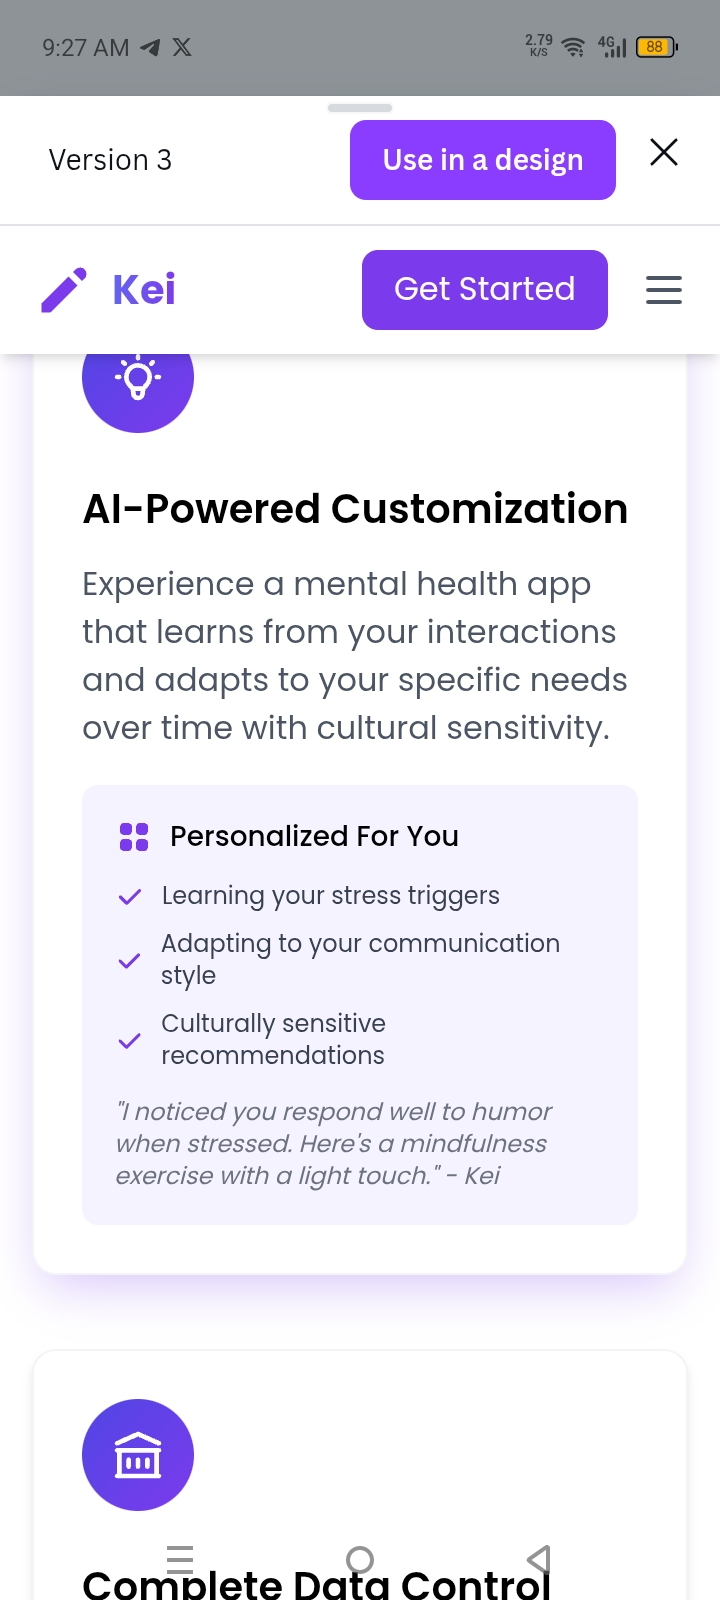 9:27 AM
2.79
K/S
4G
88
Version 3
Use in a design
Kei
Get Started
AI-Powered Customization
Experience a mental health app
that learns from your interactions
and adapts to your specific needs
over time with cultural sensitivity.
Personalized For You
Learning your stress triggers
Adapting to your communication
style
Culturally sensitive
recommendations
"I noticed you respond well to humor
when stressed. Here's a mindfulness
exercise with a light touch." - Kei
Complete Data Control